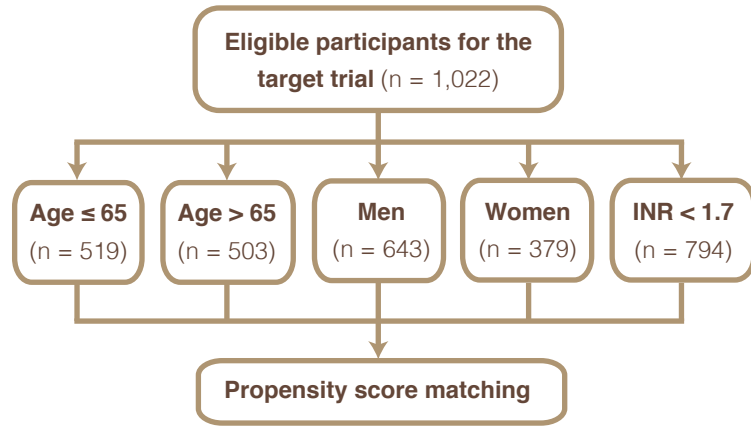 Eligible participants for the
target trial (n = 1,022)
Age ≤ 65
(n = 519)
Age > 65
(n = 503)
Men
(n = 643)
Women
(n = 379)
INR < 1.7
(n = 794)
Propensity score matching